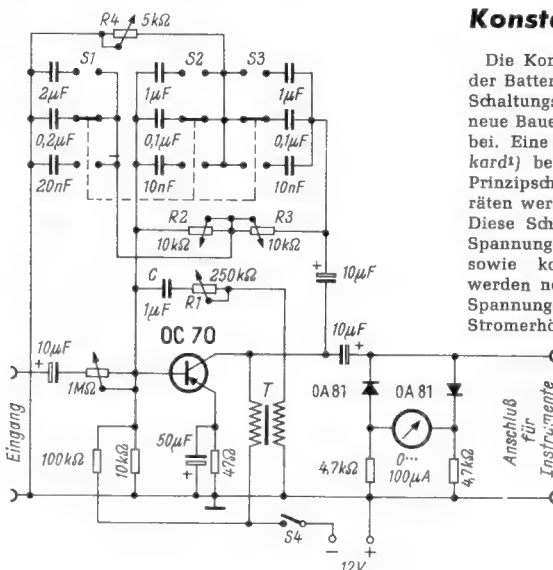 R4
5kΩ
S1
S2
S3
2µF
1µF
1µF
0,2µF
0,1µF
0,1µF
20nF
10nF
10nF
R2
R3
10kΩ
10kΩ
C
250kΩ
1µF
R1
10µF
OC 70
10µF
10µF
1MΩ
Eingang
T
OA 81
OA 81
50µF
47Ω
100kΩ
10kΩ
0...
100µA
4,7kΩ
4,7kΩ
Anschluß
für
Instrumente
S4
12V
Konst
Die Kon
der Batter
Schaltungs
neue Baue
bei. Eine
kard¹) be
Prinzipsch
räten wer
Diese Sch
Spannung
sowie ko
werden ne
Spannung
Stromerhö